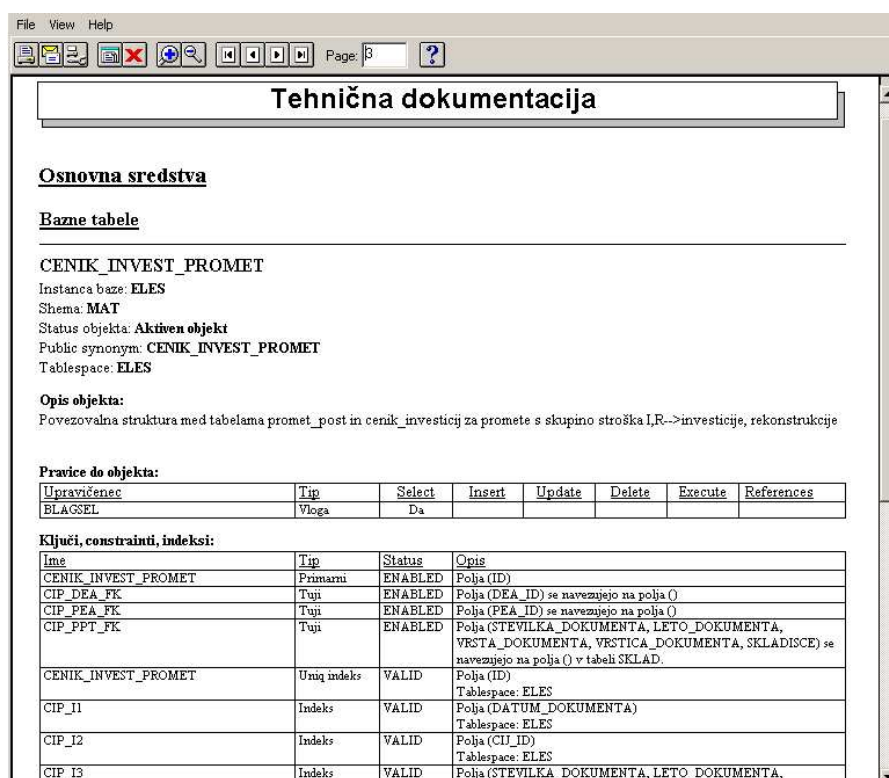 File View Help
Page: 3
Tehnična dokumentacija
Osnovna sredstva
Bazne tabele
CENIK_INVEST_PROMET
Instanca baze: ELES
Shema: MAT
Status objekta: Aktiven objekt
Public synonym: CENIK_INVEST_PROMET
Tablespace: ELES
Opis objekta:
Povezovalna struktura med tabelama promet_post in cenik_investicij za promete s skupino stroška I,R-->investicije, rekonstrukcije
Pravice do objekta:
Upravičenec Tip Select Insert Update Delete Execute References
BLAGSEL Vloga Da
Ključi, constrainti, indeksi:
Ime Tip Status Opis
CENIK_INVEST_PROMET Primarni ENABLED Polja (ID)
CIP_DEA_FK Tuji ENABLED Polja (DEA_ID) se navezujejo na polja ()
CIP_PEA_FK Tuji ENABLED Polja (PEA_ID) se navezujejo na polja ()
CIP_PPT_FK Tuji ENABLED Polja (STEVILKA_DOKUMENTA, LETO_DOKUMENTA,
VRSTA_DOKUMENTA, VRSTICA_DOKUMENTA, SKLADISCE) se
navezujejo na polja () v tabeli SKLAD.
CENIK_INVEST_PROMET Uniq indeks VALID Polja (ID)
Tablespace: ELES
CIP_I1 Indeks VALID Polja (DATUM_DOKUMENTA)
Tablespace: ELES
CIP_I2 Indeks VALID Polja (CIJ_ID)
Tablespace: ELES
CIP_I3 Indeks VALID Polja (STEVILKA_DOKUMENTA, LETO_DOKUMENTA,